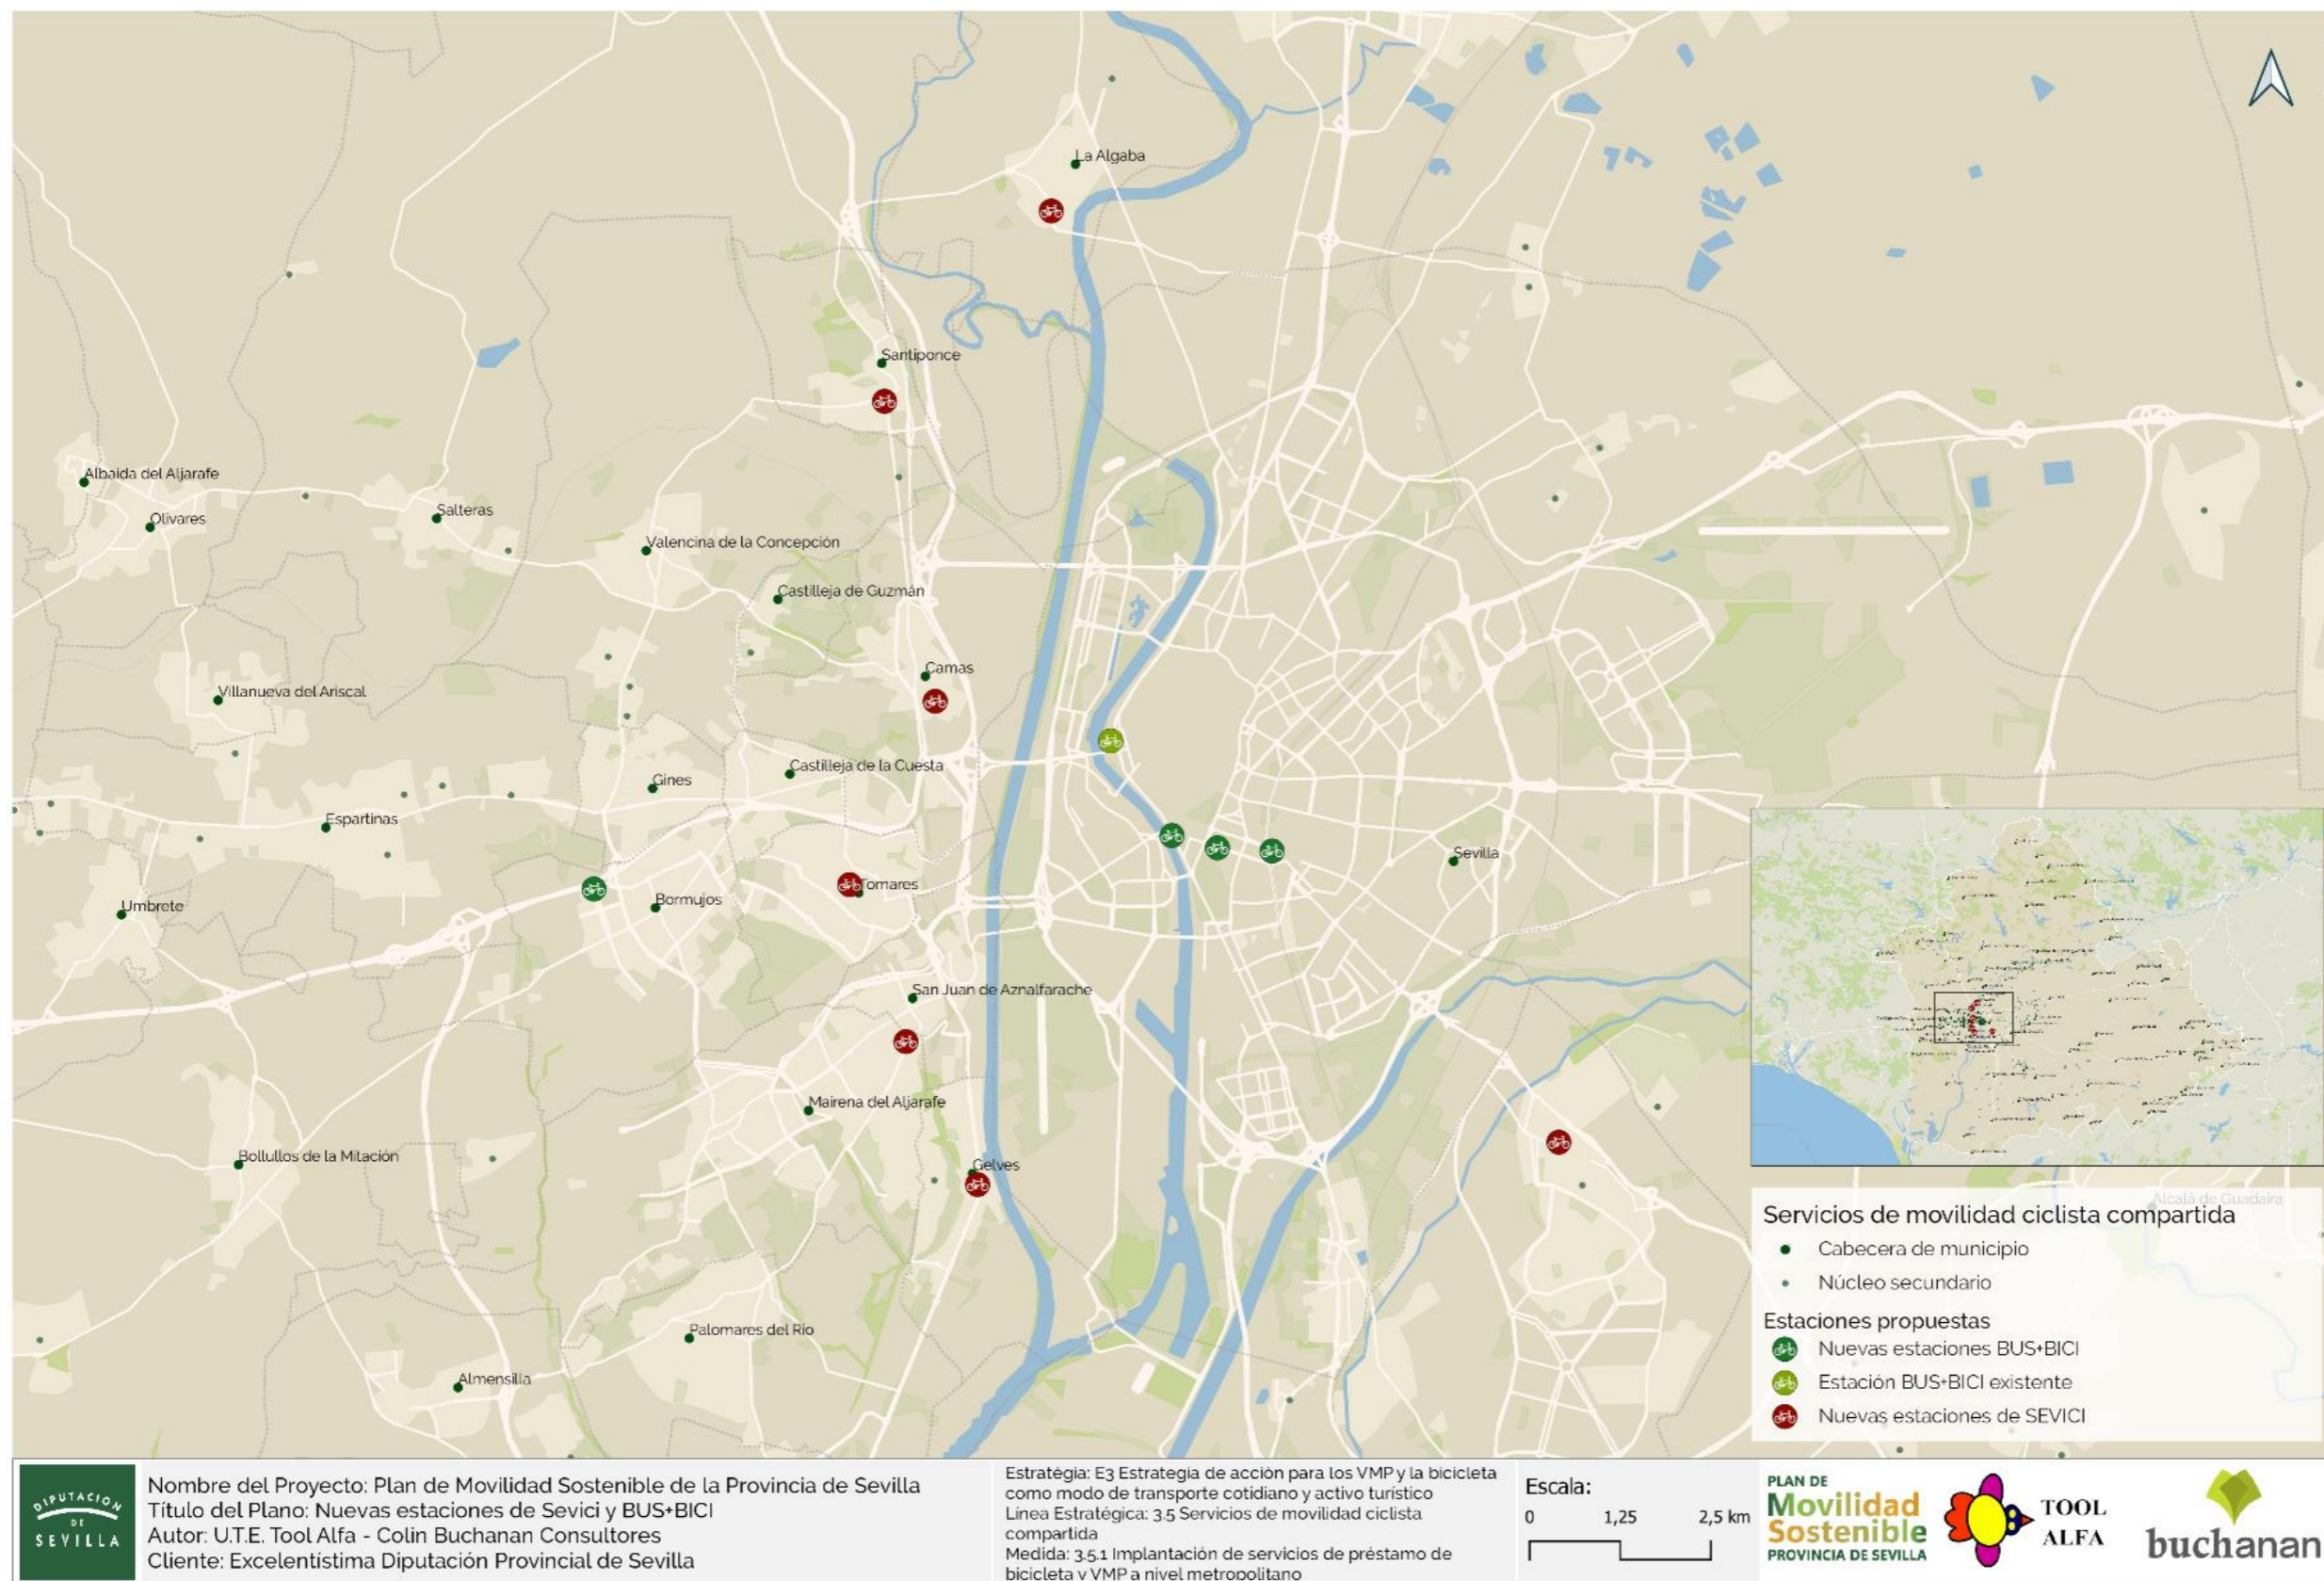 La Algaba
Santiponce
Albaida del Aljarafe
Olivares
Salteras
Valencina de la Concepción
Castilleja de Guzmán
Camas
Villanueva del Ariscal
Castilleja de la Cuesta
Gines
Espartinas
Sevilla
Tomares
Bormujos
Umbrete
San Juan de Aznalfarache
Mairena del Aljarafe
Bollullos de la Mitación
Gelves
Palomares del Río
Almensilla
Alcalá de Guadaira
Servicios de movilidad ciclista compartida
Cabecera de municipio
Núcleo secundario
Estaciones propuestas
Nuevas estaciones BUS+BICI
Estación BUS+BICI existente
Nuevas estaciones de SEVICI
DIPUTACION
DE
SEVILLA
Nombre del Proyecto: Plan de Movilidad Sostenible de la Provincia de Sevilla
Título del Plano: Nuevas estaciones de Sevici y BUS+BICI
Autor: U.T.E. Tool Alfa - Colin Buchanan Consultores
Cliente: Excelentístima Diputación Provincial de Sevilla
Estratégia: E3 Estrategia de acción para los VMP y la bicicleta
como modo de transporte cotidiano y activo turístico
Línea Estratégica: 3.5 Servicios de movilidad ciclista
compartida
Medida: 3.5.1 Implantación de servicios de préstamo de
bicicleta y VMP a nivel metropolitano
Escala:
0 1,25 2,5 km
PLAN DE
Movilidad
Sostenible
PROVINCIA DE SEVILLA
TOOL
ALFA
buchanan